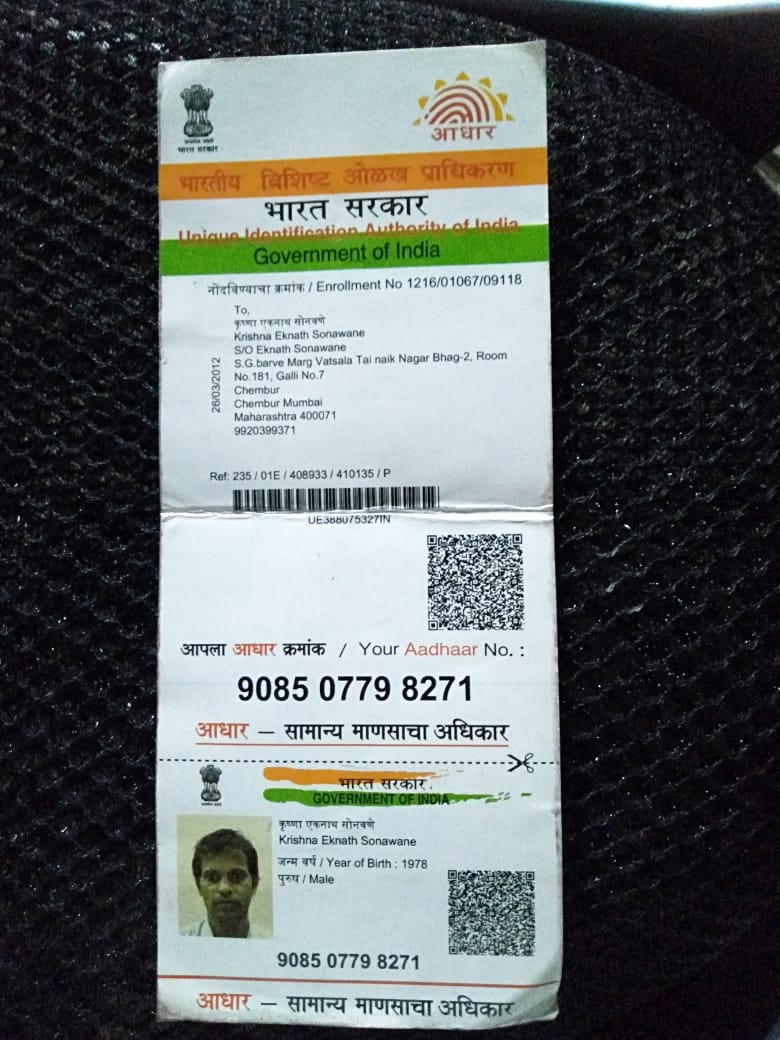 सत्यमेव जयते
भारत सरकार
आधार
भारतीय विशिष्ट ओळख प्राधिकरण
भारत सरकार
Unique Identification Authority of India
Government of India
नोंदविण्याचा क्रमांक / Enrollment No 1216/01067/09118
To,
कृष्णा एकनाथ सोनवणे
Krishna Eknath Sonawane
S/O Eknath Sonawane
S.G.barve Marg Vatsala Tai naik Nagar Bhag-2, Room
No.181, Galli No.7
Chembur
Chembur Mumbai
Maharashtra 400071
9920399371
26/03/2012
Ref: 235 / 01E / 408933 / 410135 / P
UE388075327IN
आपला आधार क्रमांक / Your Aadhaar No. :
9085 0779 8271
आधार — सामान्य माणसाचा अधिकार
भारत सरकार
GOVERNMENT OF INDIA
कृष्णा एकनाथ सोनवणे
Krishna Eknath Sonawane
जन्म वर्ष / Year of Birth : 1978
पुरुष / Male
9085 0779 8271
आधार — सामान्य माणसाचा अधिकार